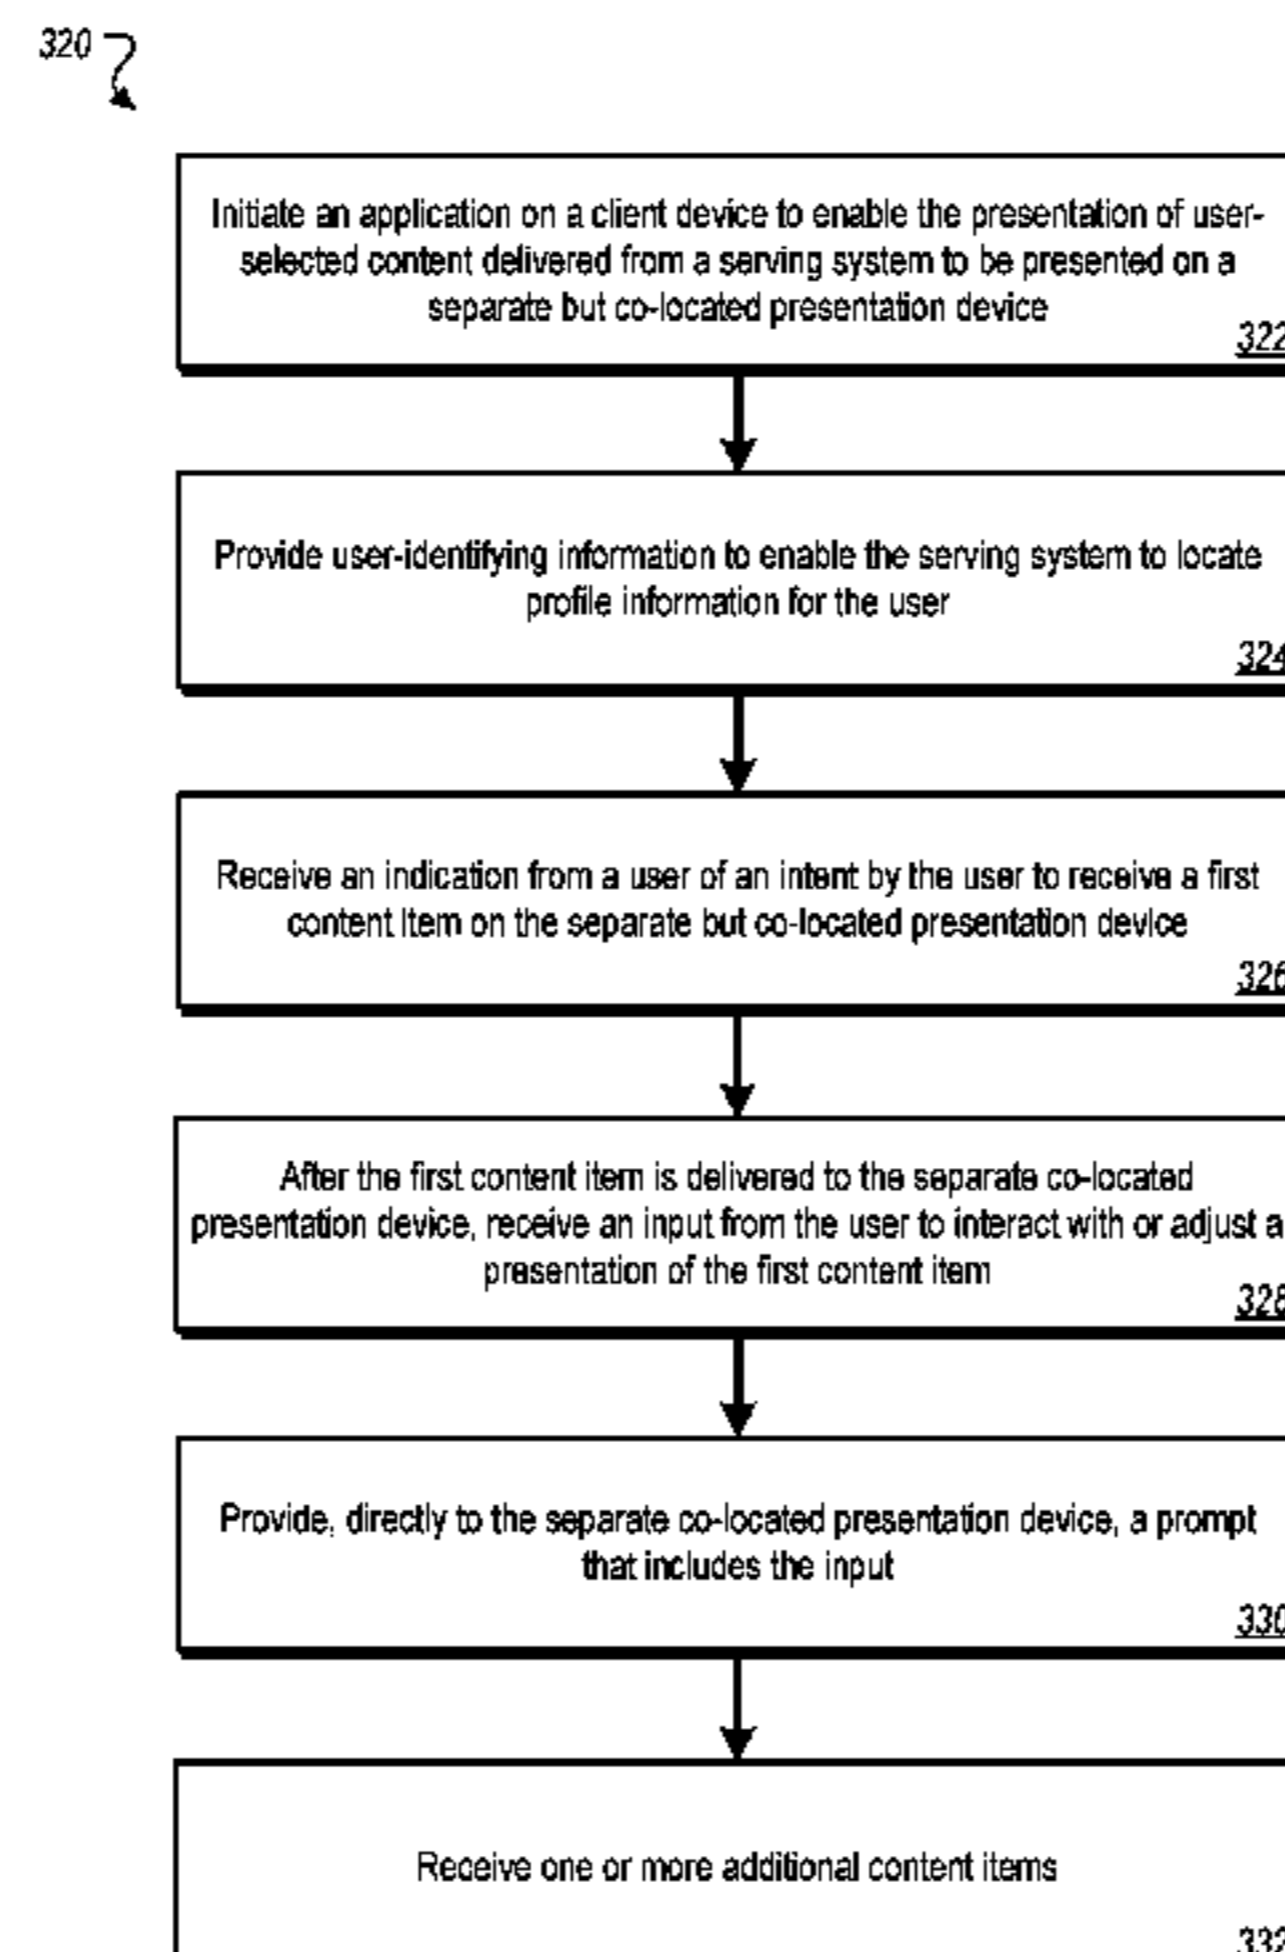 320
Initiate an application on a client device to enable the presentation of user-
selected content delivered from a serving system to be presented on a
separate but co-located presentation device
322
Provide user-identifying information to enable the serving system to locate
profile information for the user
324
Receive an indication from a user of an intent by the user to receive a first
content item on the separate but co-located presentation device
326
After the first content item is delivered to the separate co-located
presentation device, receive an input from the user to interact with or adjust a
presentation of the first content item
328
Provide, directly to the separate co-located presentation device, a prompt
that includes the input
330
Receive one or more additional content items
332